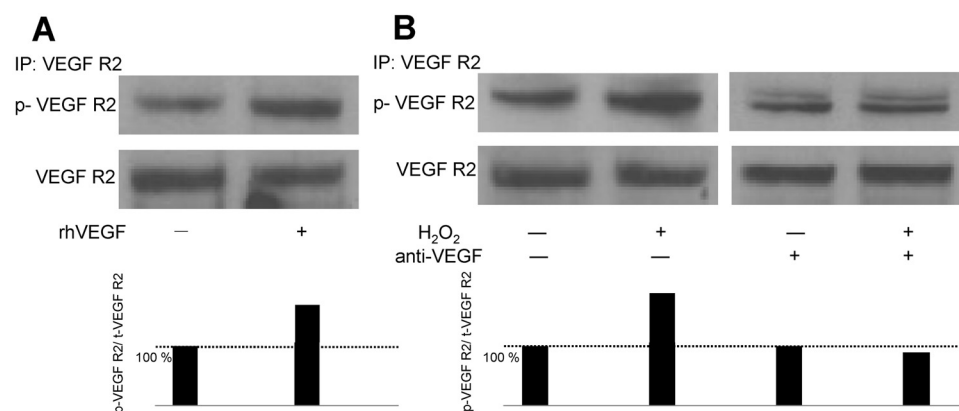 A
IP: VEGF R2
p- VEGF R2
VEGF R2
rhVEGF — +
p-VEGF R2/ t-VEGF R2
100 %
B
IP: VEGF R2
p- VEGF R2
VEGF R2
H₂O₂ — + — +
anti-VEGF — — + +
p-VEGF R2/ t-VEGF R2
100 %